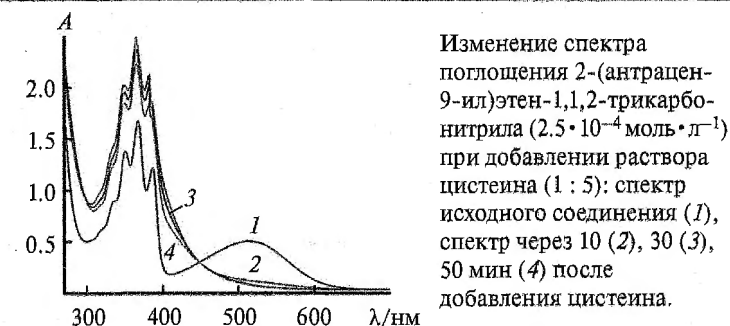 A
2.0
1.5
1.0
0.5
1
2
3
4
300 400 500 600 λ/нм
Изменение спектра
поглощения 2-(антрацен-
9-ил)этен-1,1,2-трикарбо-
нитрила (2.5•10⁻⁴ моль•л⁻¹)
при добавлении раствора
цистеина (1 : 5): спектр
исходного соединения (1),
спектр через 10 (2), 30 (3),
50 мин (4) после
добавления цистеина.